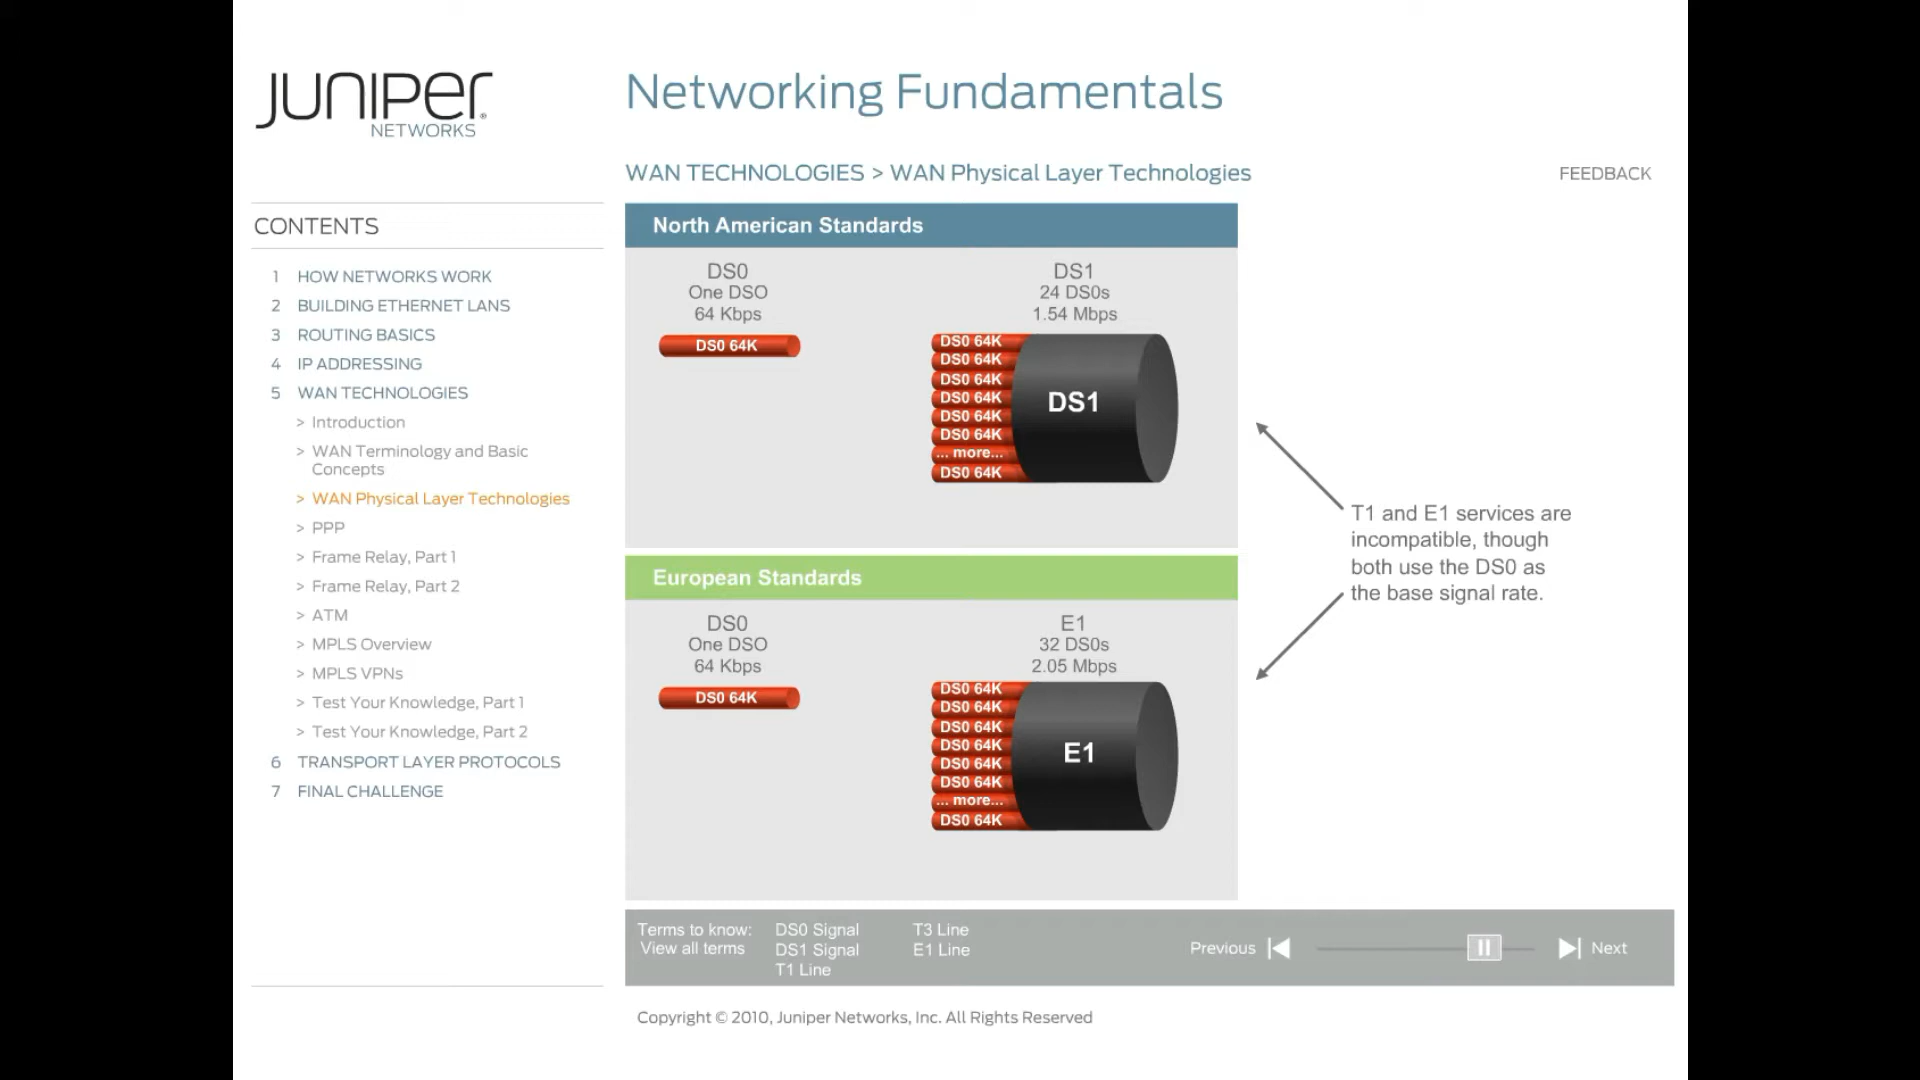 JUNIPER
NETWORKS
Networking Fundamentals
WAN TECHNOLOGIES > WAN Physical Layer Technologies
FEEDBACK
CONTENTS
1 HOW NETWORKS WORK
2 BUILDING ETHERNET LANS
3 ROUTING BASICS
4 IP ADDRESSING
5 WAN TECHNOLOGIES
> Introduction
> WAN Terminology and Basic
Concepts
> WAN Physical Layer Technologies
> PPP
> Frame Relay, Part 1
> Frame Relay, Part 2
> ATM
> MPLS Overview
> MPLS VPNs
> Test Your Knowledge, Part 1
> Test Your Knowledge, Part 2
6 TRANSPORT LAYER PROTOCOLS
7 FINAL CHALLENGE
North American Standards
DS0
One DSO
64 Kbps
DS0 64K
DS1
24 DS0s
1.54 Mbps
DS0 64K
DS0 64K
DS0 64K
DS0 64K
DS0 64K
DS0 64K
... more...
DS0 64K
DS1
European Standards
DS0
One DSO
64 Kbps
DS0 64K
E1
32 DS0s
2.05 Mbps
DS0 64K
DS0 64K
DS0 64K
DS0 64K
DS0 64K
DS0 64K
... more...
DS0 64K
E1
T1 and E1 services are
incompatible, though
both use the DS0 as
the base signal rate.
Terms to know:
View all terms
DS0 Signal
DS1 Signal
T1 Line
T3 Line
E1 Line
Previous
Next
Copyright © 2010, Juniper Networks, Inc. All Rights Reserved